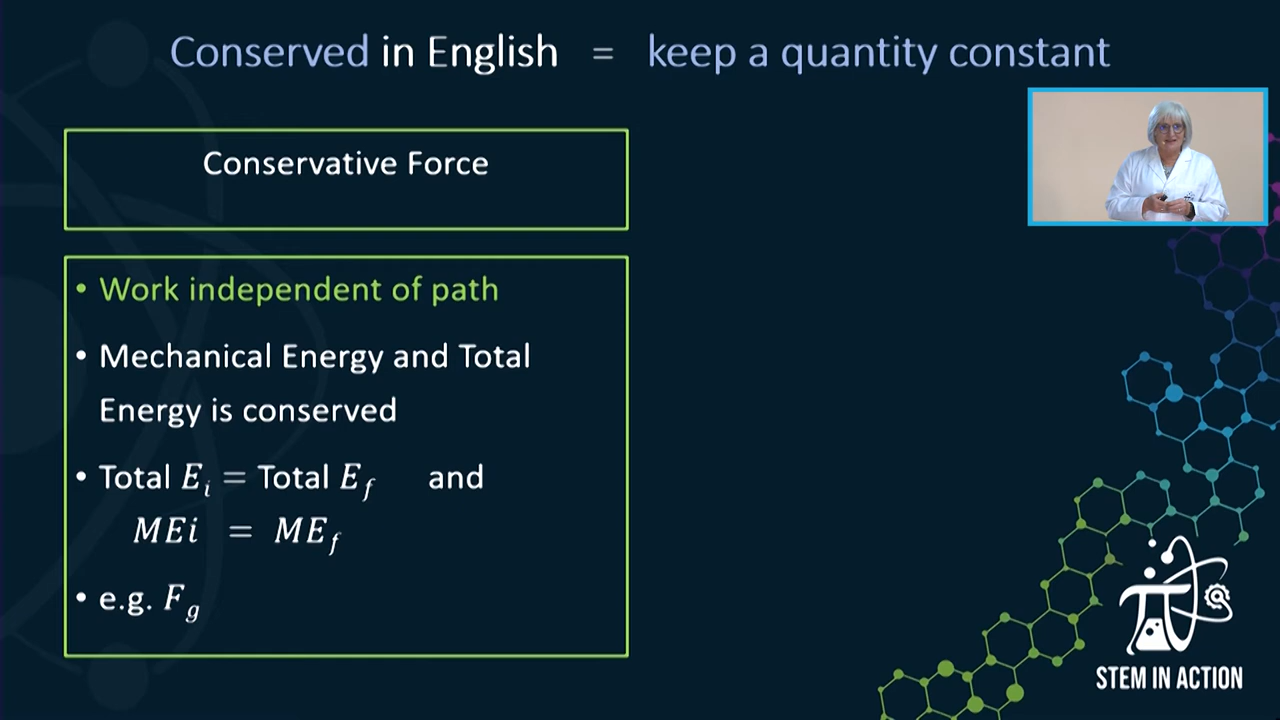 Conserved in English = keep a quantity constant
Conservative Force
• Work independent of path
• Mechanical Energy and Total
Energy is conserved
• Total E_i = Total E_f and
MEi = ME_f
• e.g. F_g
STEM IN ACTION